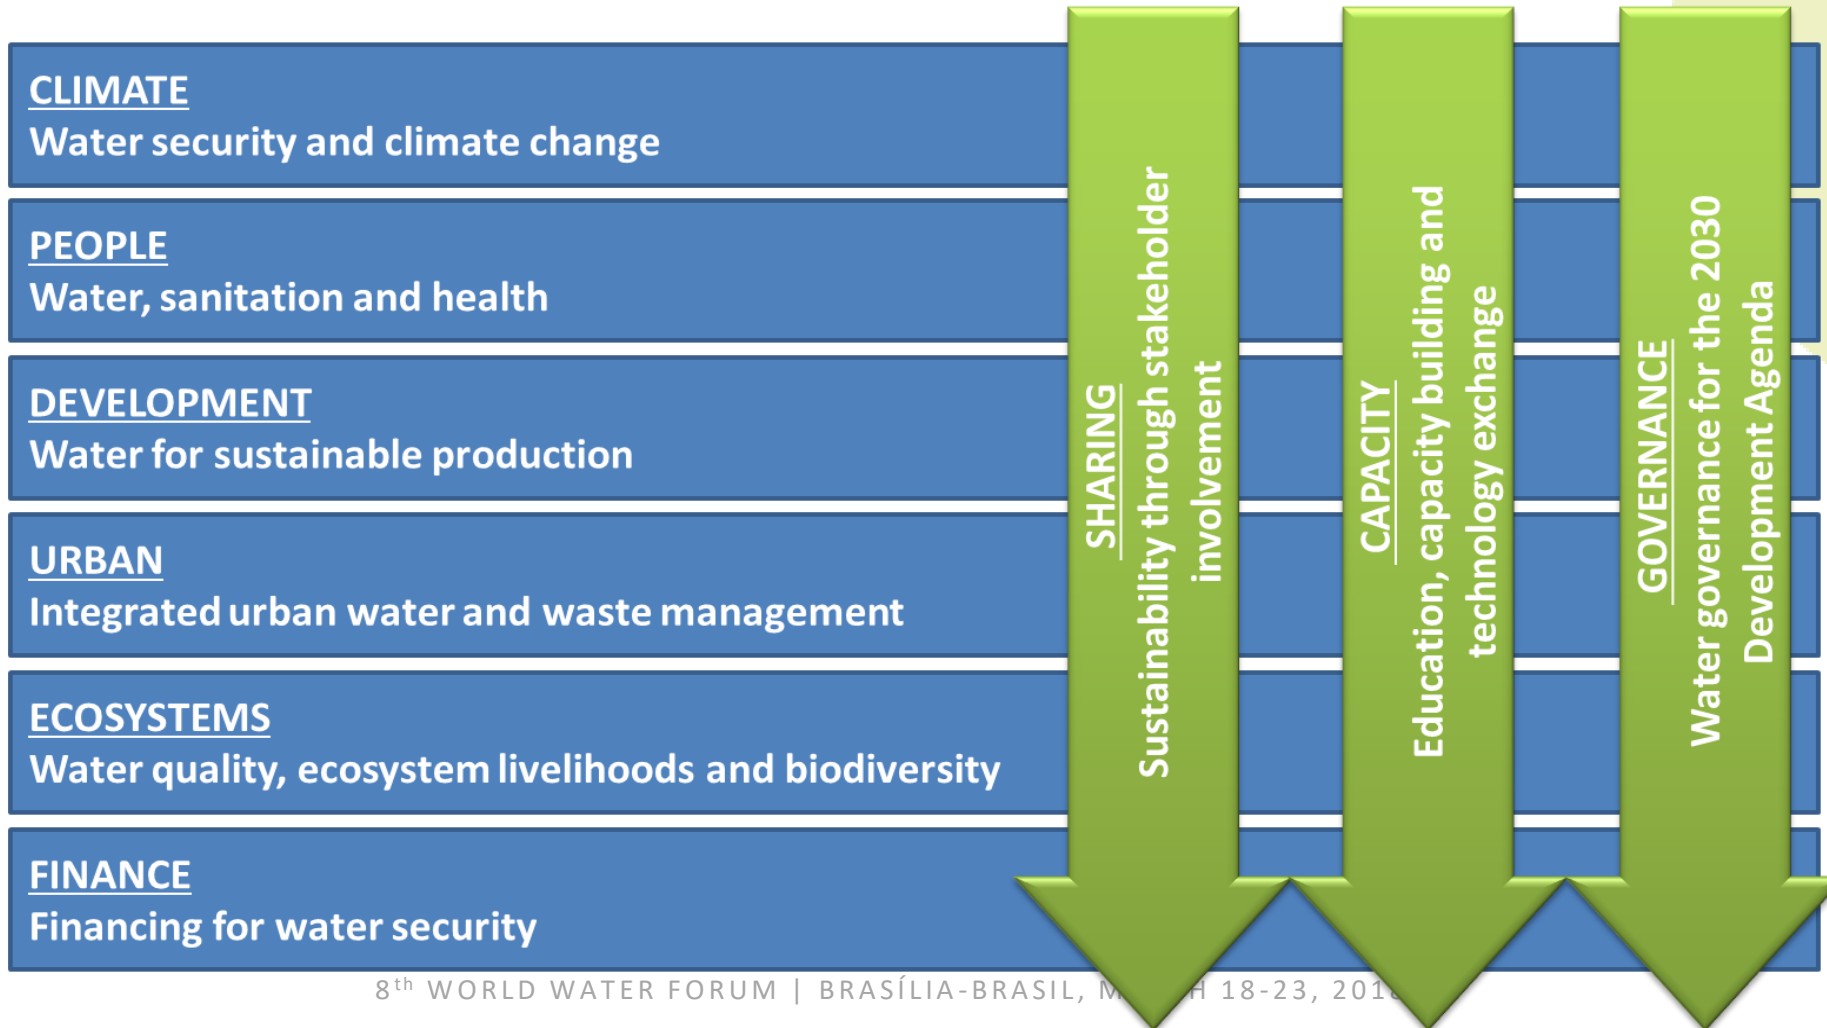 CLIMATE
Water security and climate change
PEOPLE
Water, sanitation and health
DEVELOPMENT
Water for sustainable production
URBAN
Integrated urban water and waste management
ECOSYSTEMS
Water quality, ecosystem livelihoods and biodiversity
FINANCE
Financing for water security
SHARING
Sustainability through stakeholder
involvement
CAPACITY
Education, capacity building and
technology exchange
GOVERNANCE
Water governance for the 2030
Development Agenda
8th WORLD WATER FORUM | BRASÍLIA-BRASIL, 18-23,